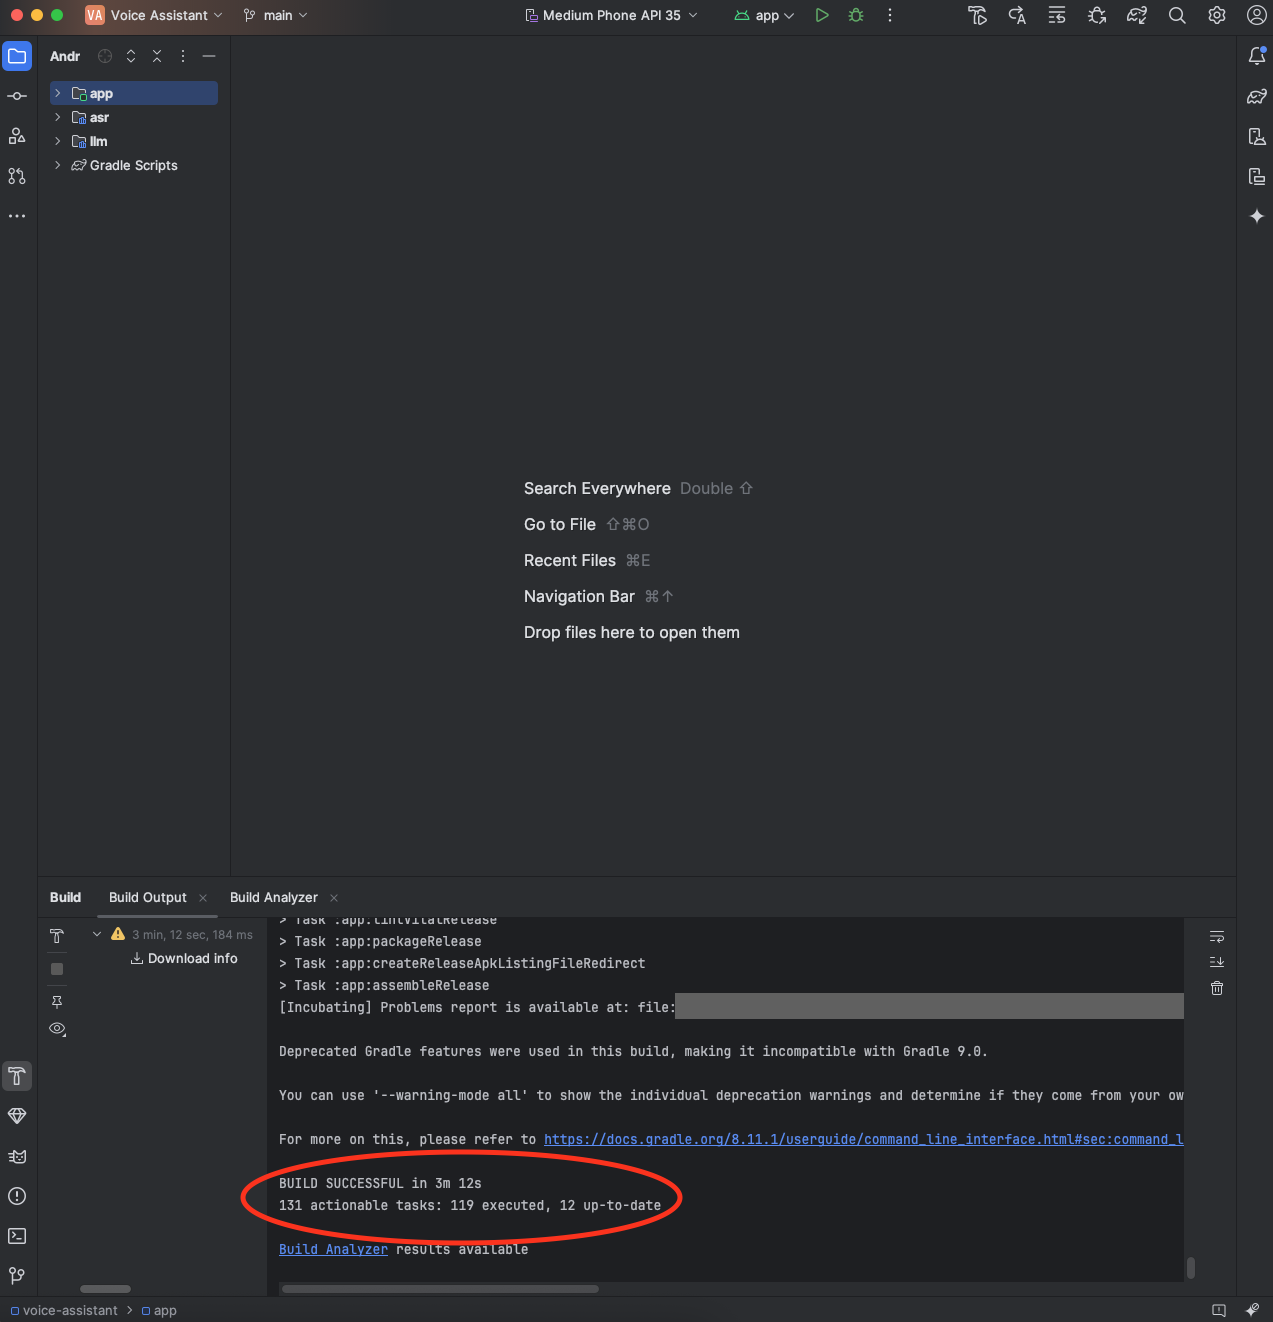 VA Voice Assistant main Medium Phone API 35 app
Andr
app
asr
llm
Gradle Scripts
Search Everywhere Double ⇧
Go to File ⇧⌘O
Recent Files ⌘E
Navigation Bar ⌘↑
Drop files here to open them
Build Build Output Build Analyzer
3 min, 12 sec, 184 ms
Download info
> Task :app:lintVitalRelease
> Task :app:packageRelease
> Task :app:createReleaseApkListingFileRedirect
> Task :app:assembleRelease
[Incubating] Problems report is available at: file:
Deprecated Gradle features were used in this build, making it incompatible with Gradle 9.0.
You can use '--warning-mode all' to show the individual deprecation warnings and determine if they come from your ow
For more on this, please refer to https://docs.gradle.org/8.11.1/userguide/command_line_interface.html#sec:command_l
BUILD SUCCESSFUL in 3m 12s
131 actionable tasks: 119 executed, 12 up-to-date
Build Analyzer results available
voice-assistant > app